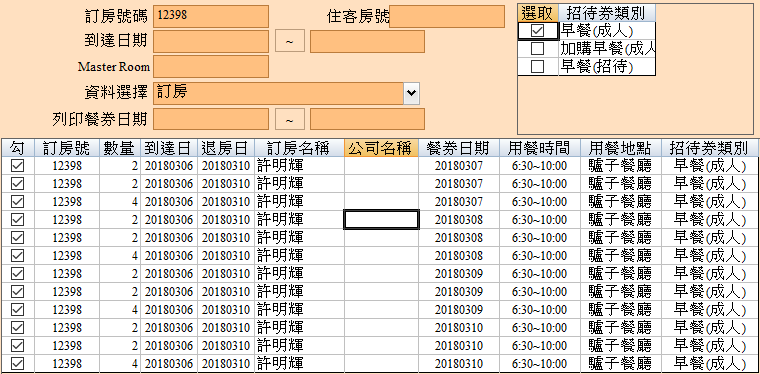 訂房號碼 12398 住客房號
到達日期 ~
Master Room
資料選擇 訂房
列印餐券日期 ~
選取 招待券類別
早餐(成人)
加購早餐(成人
早餐(招待)
勾 訂房號 數量 到達日 退房日 訂房名稱 公司名稱 餐券日期 用餐時間 用餐地點 招待券類別
12398 2 20180306 20180310 許明輝 20180307 6:30~10:00 驢子餐廳 早餐(成人)
12398 2 20180306 20180310 許明輝 20180307 6:30~10:00 驢子餐廳 早餐(成人)
12398 4 20180306 20180310 許明輝 20180307 6:30~10:00 驢子餐廳 早餐(成人)
12398 2 20180306 20180310 許明輝 20180308 6:30~10:00 驢子餐廳 早餐(成人)
12398 2 20180306 20180310 許明輝 20180308 6:30~10:00 驢子餐廳 早餐(成人)
12398 4 20180306 20180310 許明輝 20180308 6:30~10:00 驢子餐廳 早餐(成人)
12398 2 20180306 20180310 許明輝 20180309 6:30~10:00 驢子餐廳 早餐(成人)
12398 2 20180306 20180310 許明輝 20180309 6:30~10:00 驢子餐廳 早餐(成人)
12398 4 20180306 20180310 許明輝 20180309 6:30~10:00 驢子餐廳 早餐(成人)
12398 2 20180306 20180310 許明輝 20180310 6:30~10:00 驢子餐廳 早餐(成人)
12398 2 20180306 20180310 許明輝 20180310 6:30~10:00 驢子餐廳 早餐(成人)
12398 4 20180306 20180310 許明輝 20180310 6:30~10:00 驢子餐廳 早餐(成人)